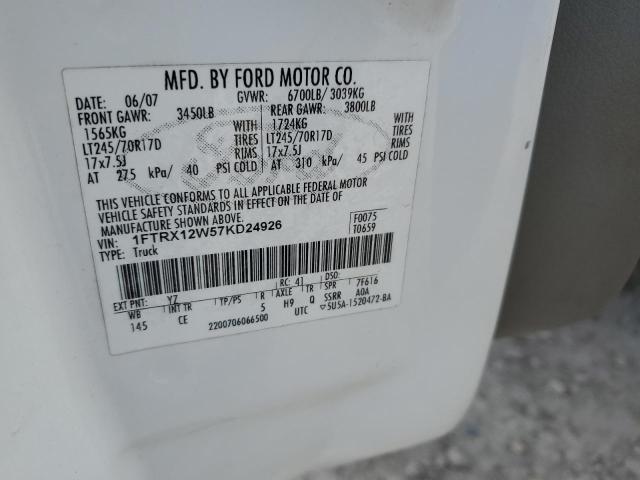 MFD. BY FORD MOTOR CO.
DATE: 06/07 GVWR: 6700LB/ 3039KG
FRONT GAWR: 3450LB REAR GAWR: 3800LB
1565KG WITH 1724KG WITH
LT245/70R17D TIRES LT245/70R17D TIRES
17x7.5J RIMS 17x7.5J RIMS
AT 275 kPa/ 40 PSI COLD AT 310 kPa/ 45 PSI COLD
THIS VEHICLE CONFORMS TO ALL APPLICABLE FEDERAL MOTOR
VEHICLE SAFETY STANDARDS IN EFFECT ON THE DATE OF
MANUFACTURE SHOWN ABOVE.
VIN: 1FTRX12W57KD24926 F0075
TYPE: Truck T0659
EXT PNT: YZ RC: 41 DSO:
WB TP/PS R AXLE TR SPR 7F616
145 CE 5 H9 Q SSRR AOA
2200706066500 UTC ▽5U5A-1520472-BA